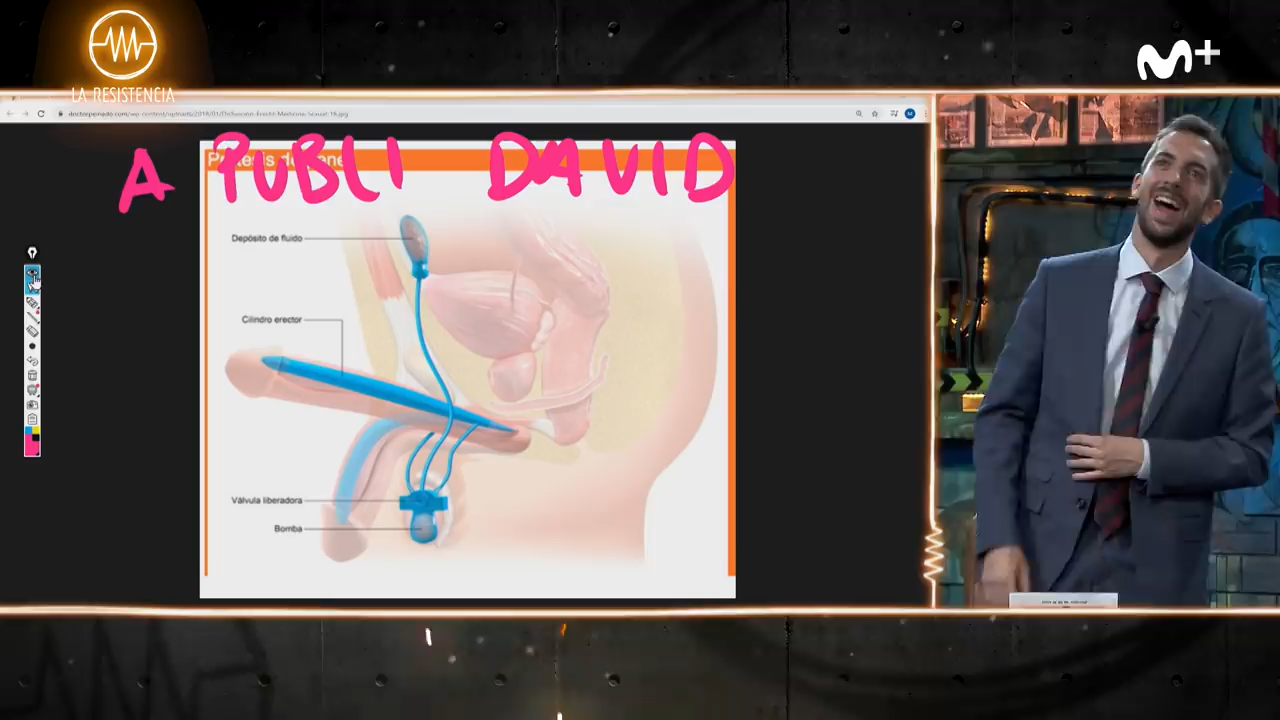 M+
LA RESISTENCIA
A PUBLI DAVID
Depósito de fluido
Cilindro erector
Válvula liberadora
Bomba